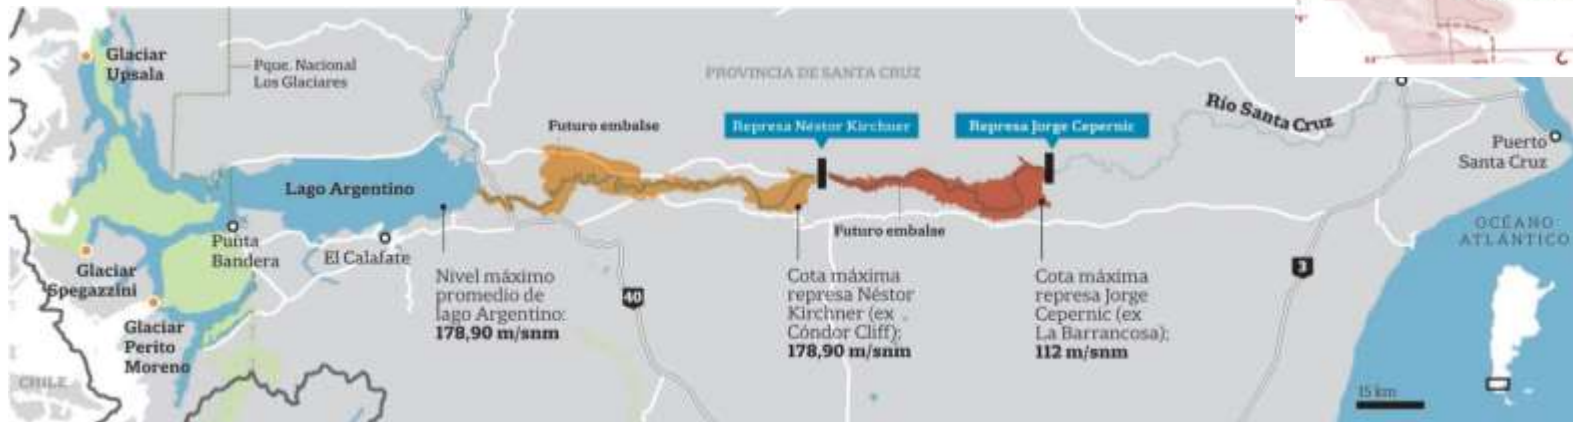 Glaciar
Upsala
Pque. Nacional
Los Glaciares
PROVINCIA DE SANTA CRUZ
Futuro embalse
Represa Néstor Kirchner
Represa Jorge Cepernic
Río Santa Cruz
Puerto
Santa Cruz
Lago Argentino
Punta
Bandera
El Calafate
Futuro embalse
OCÉANO
ATLÁNTICO
Glaciar
Spegazzini
Glaciar
Perito
Moreno
Nivel máximo
promedio de
lago Argentino:
178,90 m/snm
40
Cota máxima
represa Néstor
Kirchner (ex
Cóndor Cliff);
178,90 m/snm
Cota máxima
represa Jorge
Cepernic (ex
La Barrancosa);
112 m/snm
3
CHILE
15 km